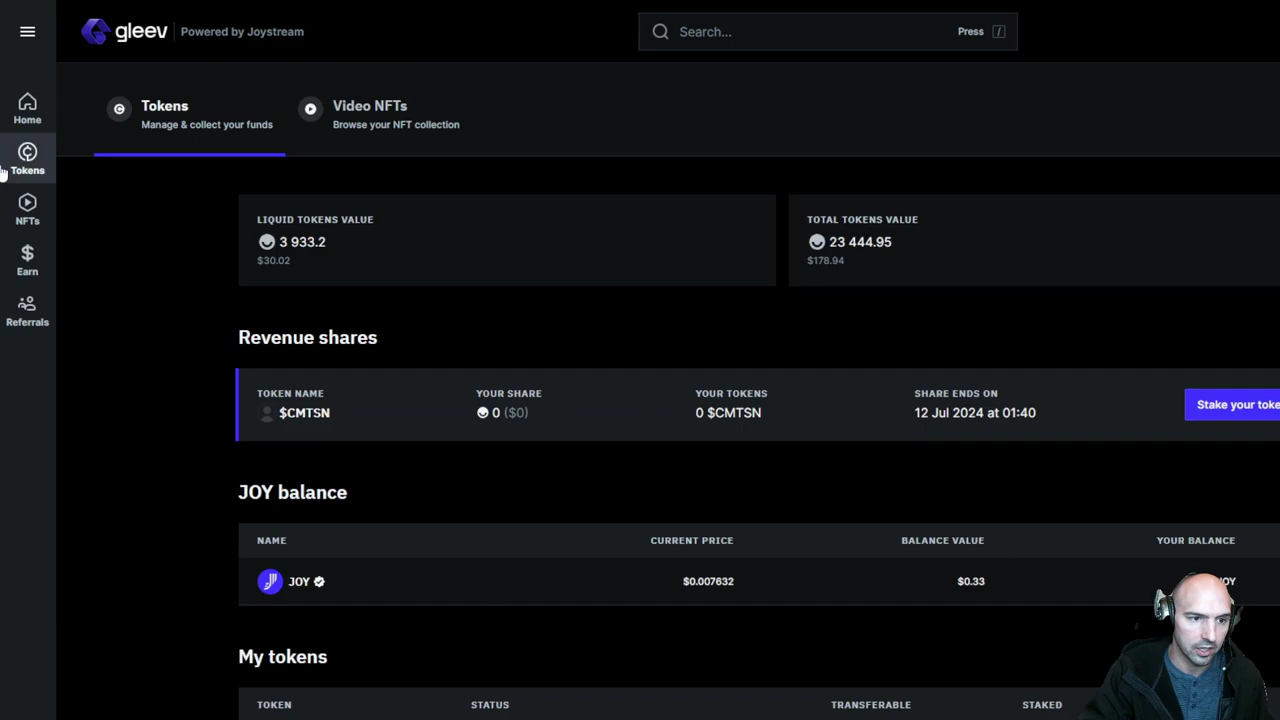 gleev Powered by Joystream
Search... Press /
Home
Tokens
NFTs
Earn
Referrals
Tokens
Manage & collect your funds
Video NFTs
Browse your NFT collection
LIQUID TOKENS VALUE
3 933.2
$30.02
TOTAL TOKENS VALUE
23 444.95
$178.94
Revenue shares
TOKEN NAME YOUR SHARE YOUR TOKENS SHARE ENDS ON
$CMTSN 0 ($0) 0 $CMTSN 12 Jul 2024 at 01:40
Stake your toke
JOY balance
NAME CURRENT PRICE BALANCE VALUE YOUR BALANCE
JOY $0.007632 $0.33
My tokens
TOKEN STATUS TRANSFERABLE STAKED